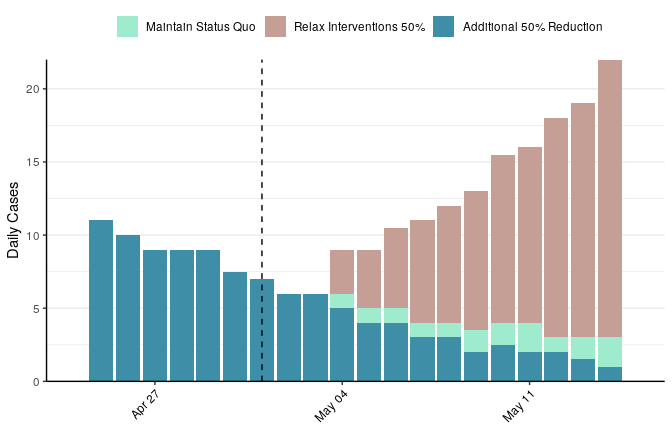 Maintain Status Quo Relax Interventions 50% Additional 50% Reduction
Daily Cases
20
15
10
5
0
Apr 27 May 04 May 11